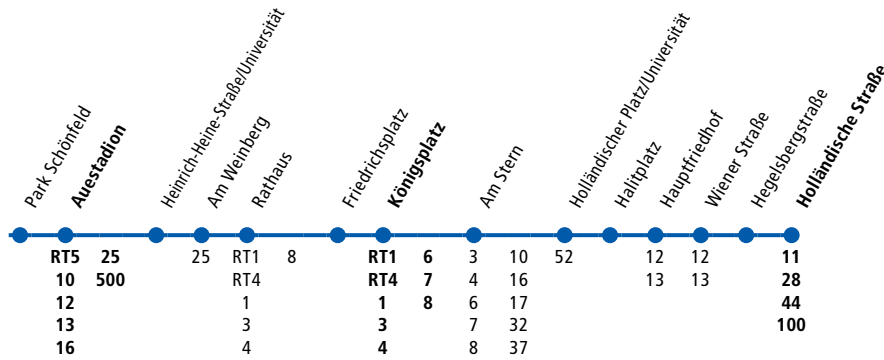 Park Schönfeld
Auestadion
Heinrich-Heine-Straße/Universität
Am Weinberg
Rathaus
Friedrichsplatz
Königsplatz
Am Stern
Holländischer Platz/Universität
Halitplatz
Hauptfriedhof
Wiener Straße
Hegelsbergstraße
Holländische Straße
RT5 25 25 RT1 8 RT1 6 3 10 52 12 12 11
10 500 RT4 RT4 7 4 16 13 13 28
12 1 1 8 6 17 44
13 3 3 7 32 100
16 4 4 8 37